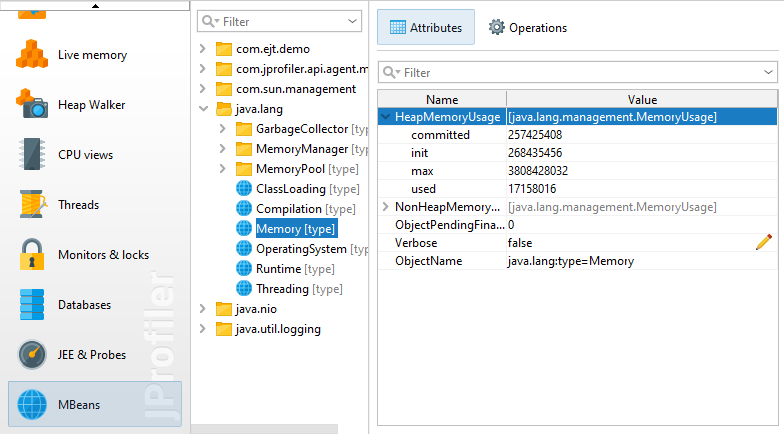 Live memory
Heap Walker
CPU views
Threads
Monitors & locks
Databases
JEE & Probes
MBeans
JProfiler
Filter
com.ejt.demo
com.jprofiler.api.agent.m
com.sun.management
java.lang
GarbageCollector [typ
MemoryManager [type
MemoryPool [type]
ClassLoading [type]
Compilation [type]
Memory [type]
OperatingSystem [type
Runtime [type]
Threading [type]
java.nio
java.util.logging
Attributes
Operations
Filter
Name Value
HeapMemoryUsage [java.lang.management.MemoryUsage]
committed 257425408
init 268435456
max 3808428032
used 17158016
NonHeapMemory... [java.lang.management.MemoryUsage]
ObjectPendingFina... 0
Verbose false
ObjectName java.lang:type=Memory